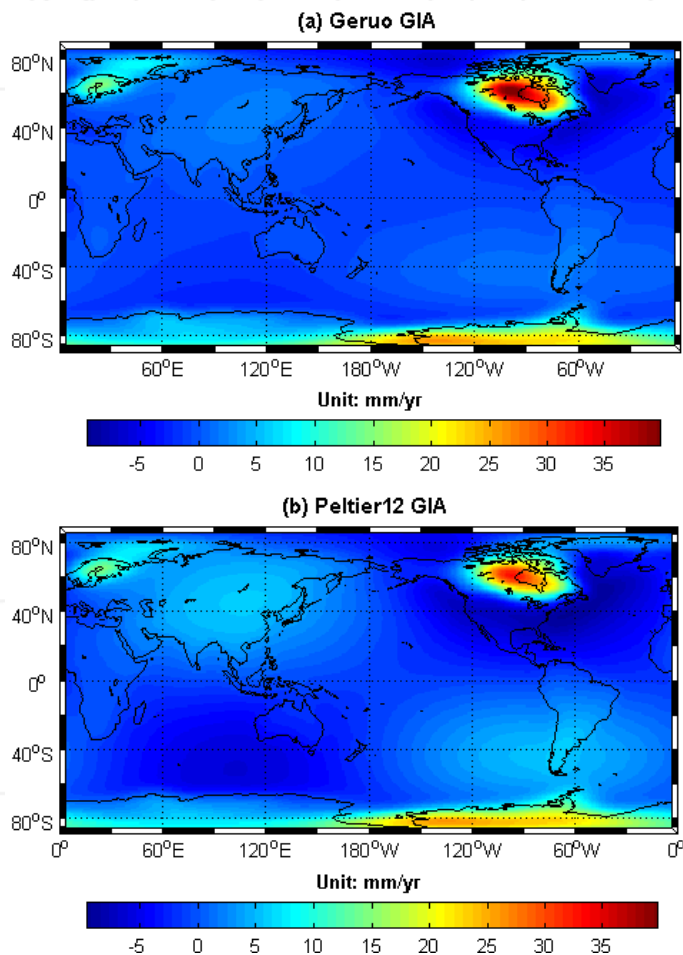 (a) Geruo GIA
80°N
40°N
0°
40°S
80°S
60°E 120°E 180°W 120°W 60°W
Unit: mm/yr
-5 0 5 10 15 20 25 30 35
(b) Peltier12 GIA
80°N
40°N
0°
40°S
80°S
0° 60°E 120°E 180°W 120°W 60°W 0°
Unit: mm/yr
-5 0 5 10 15 20 25 30 35